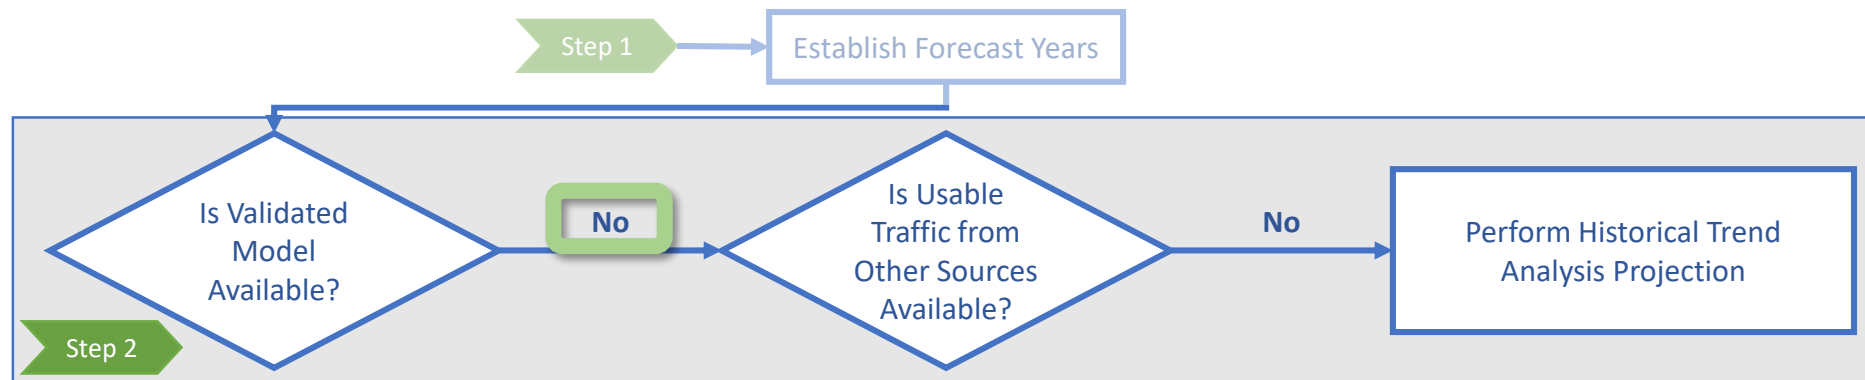 Step 1
Establish Forecast Years
Is Validated
Model
Available?
No
Is Usable
Traffic from
Other Sources
Available?
No
Perform Historical Trend
Analysis Projection
Step 2